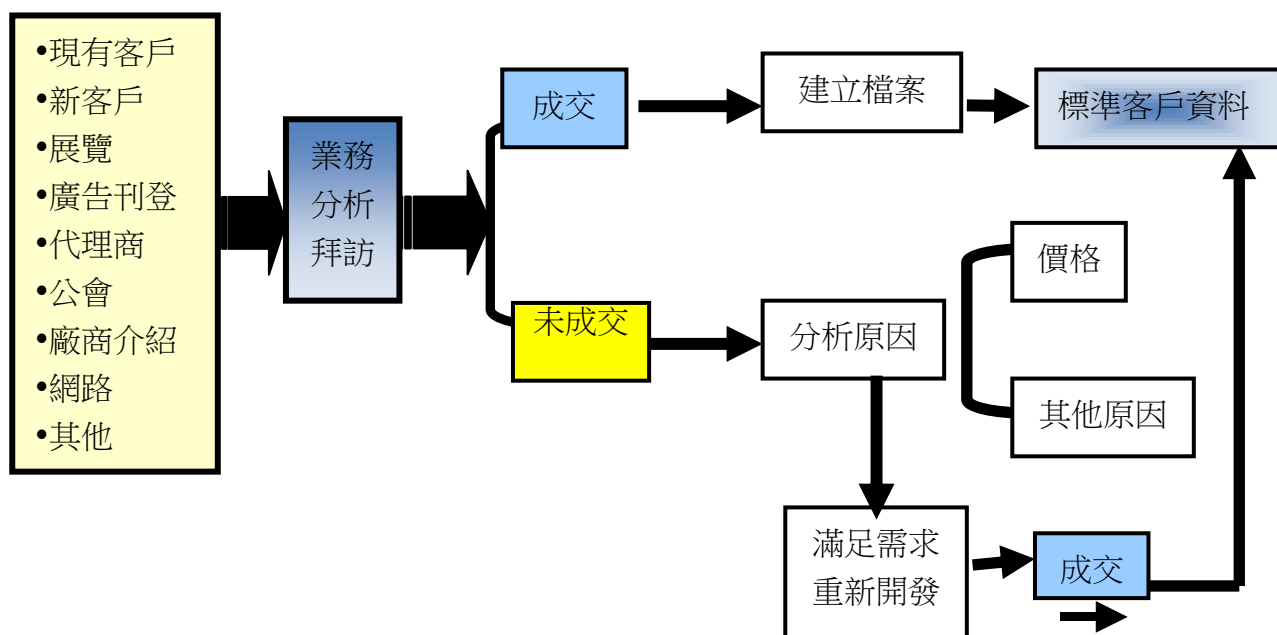 •現有客戶
•新客戶
•展覽
•廣告刊登
•代理商
•公會
•廠商介紹
•網路
•其他
業務
分析
拜訪
成交
建立檔案
標準客戶資料
未成交
分析原因
價格
其他原因
滿足需求
重新開發
成交